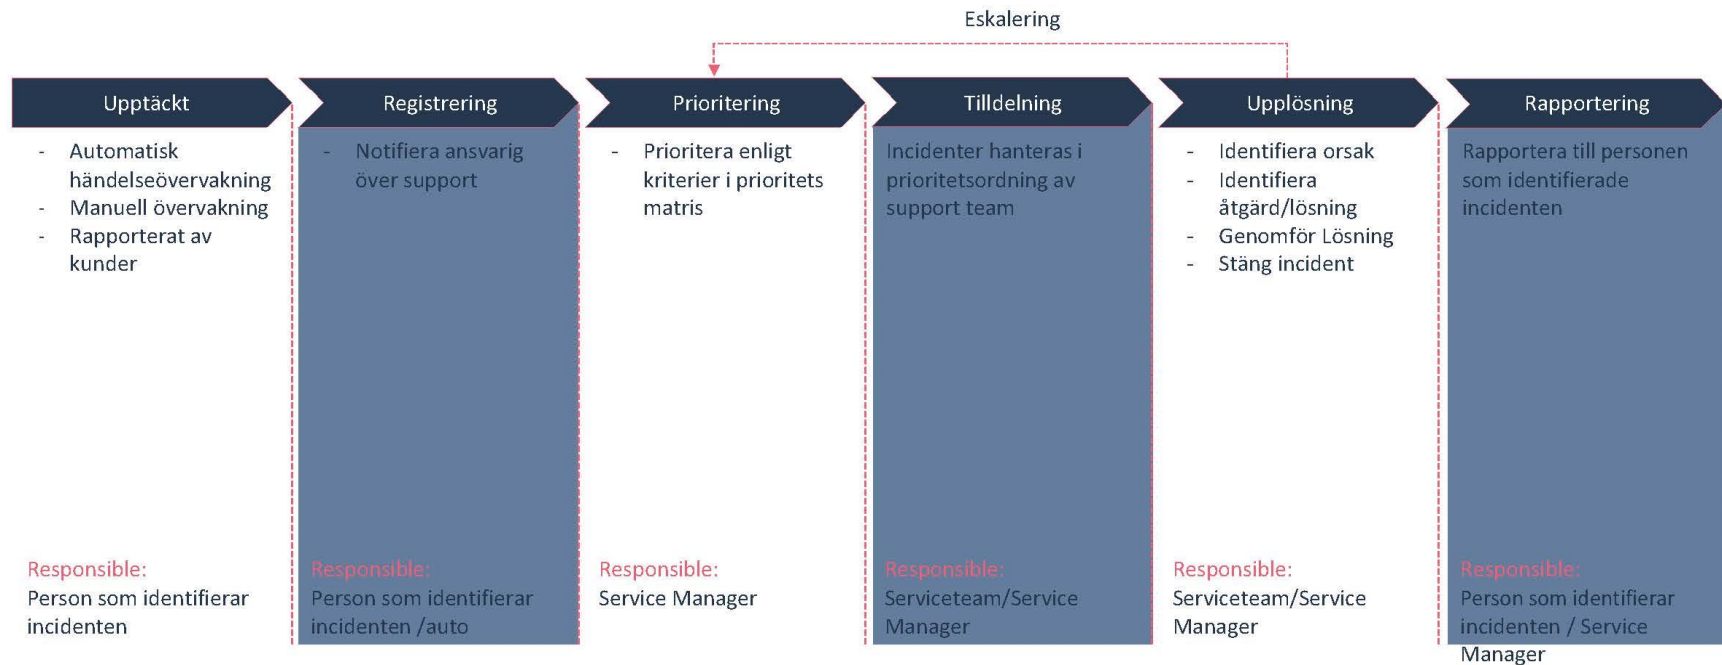 Eskalering
Upptäckt
- Automatisk
händelseövervakning
- Manuell övervakning
- Rapporterat av
kunder
Responsible:
Person som identifierar
incidenten
Registrering
- Notifiera ansvarig
över support
Responsible:
Person som identifierar
incidenten /auto
Prioritering
- Prioritera enligt
kriterier i prioritets
matris
Responsible:
Service Manager
Tilldelning
Incidenter hanteras i
prioritetsordning av
support team
Responsible:
Serviceteam/Service
Manager
Upplösning
- Identifiera orsak
- Identifiera
åtgärd/lösning
- Genomför Lösning
- Stäng incident
Responsible:
Serviceteam/Service
Manager
Rapportering
Rapportera till personen
som identifierade
incidenten
Responsible:
Person som identifierar
incidenten / Service
Manager